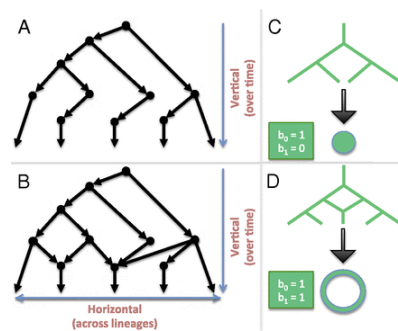 A
Vertical
(over time)
C
b₀ = 1
b₁ = 0
B
Vertical
(over time)
Horizontal
(across lineages)
D
b₀ = 1
b₁ = 1